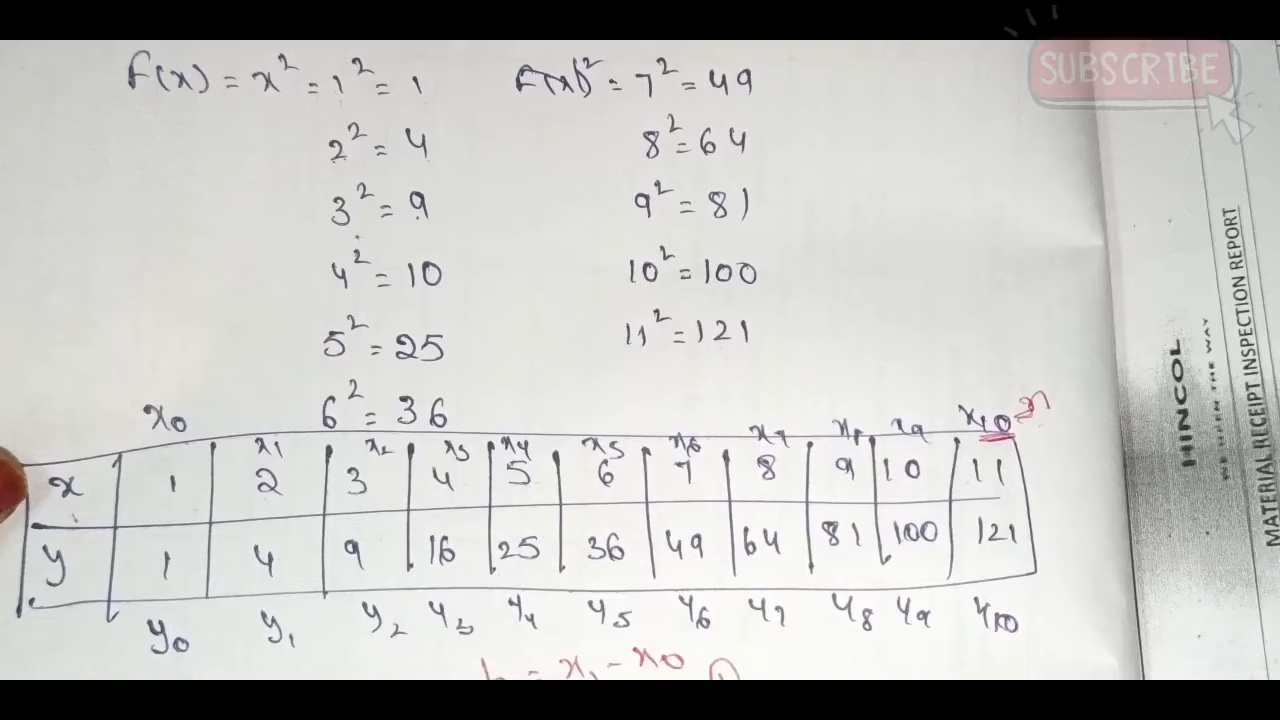 f(x) = x² = 1² = 1
2² = 4
3² = 9
4² = 10
5² = 25
6² = 36
F(x)² = 7² = 49
8² = 64
9² = 81
10² = 100
11² = 121
x₀ x₁ x₂ x₃ x₄ x₅ x₆ x₇ x₈ x₉ x₁₀
x 1 2 3 4 5 6 7 8 9 10 11
y 1 4 9 16 25 36 49 64 81 100 121
y₀ y₁ y₂ y₃ y₄ y₅ y₆ y₇ y₈ y₉ y₁₀
h = x₁ - x₀
SUBSCRIBE
HINCOL
MATERIAL RECEIPT INSPECTION REPORT